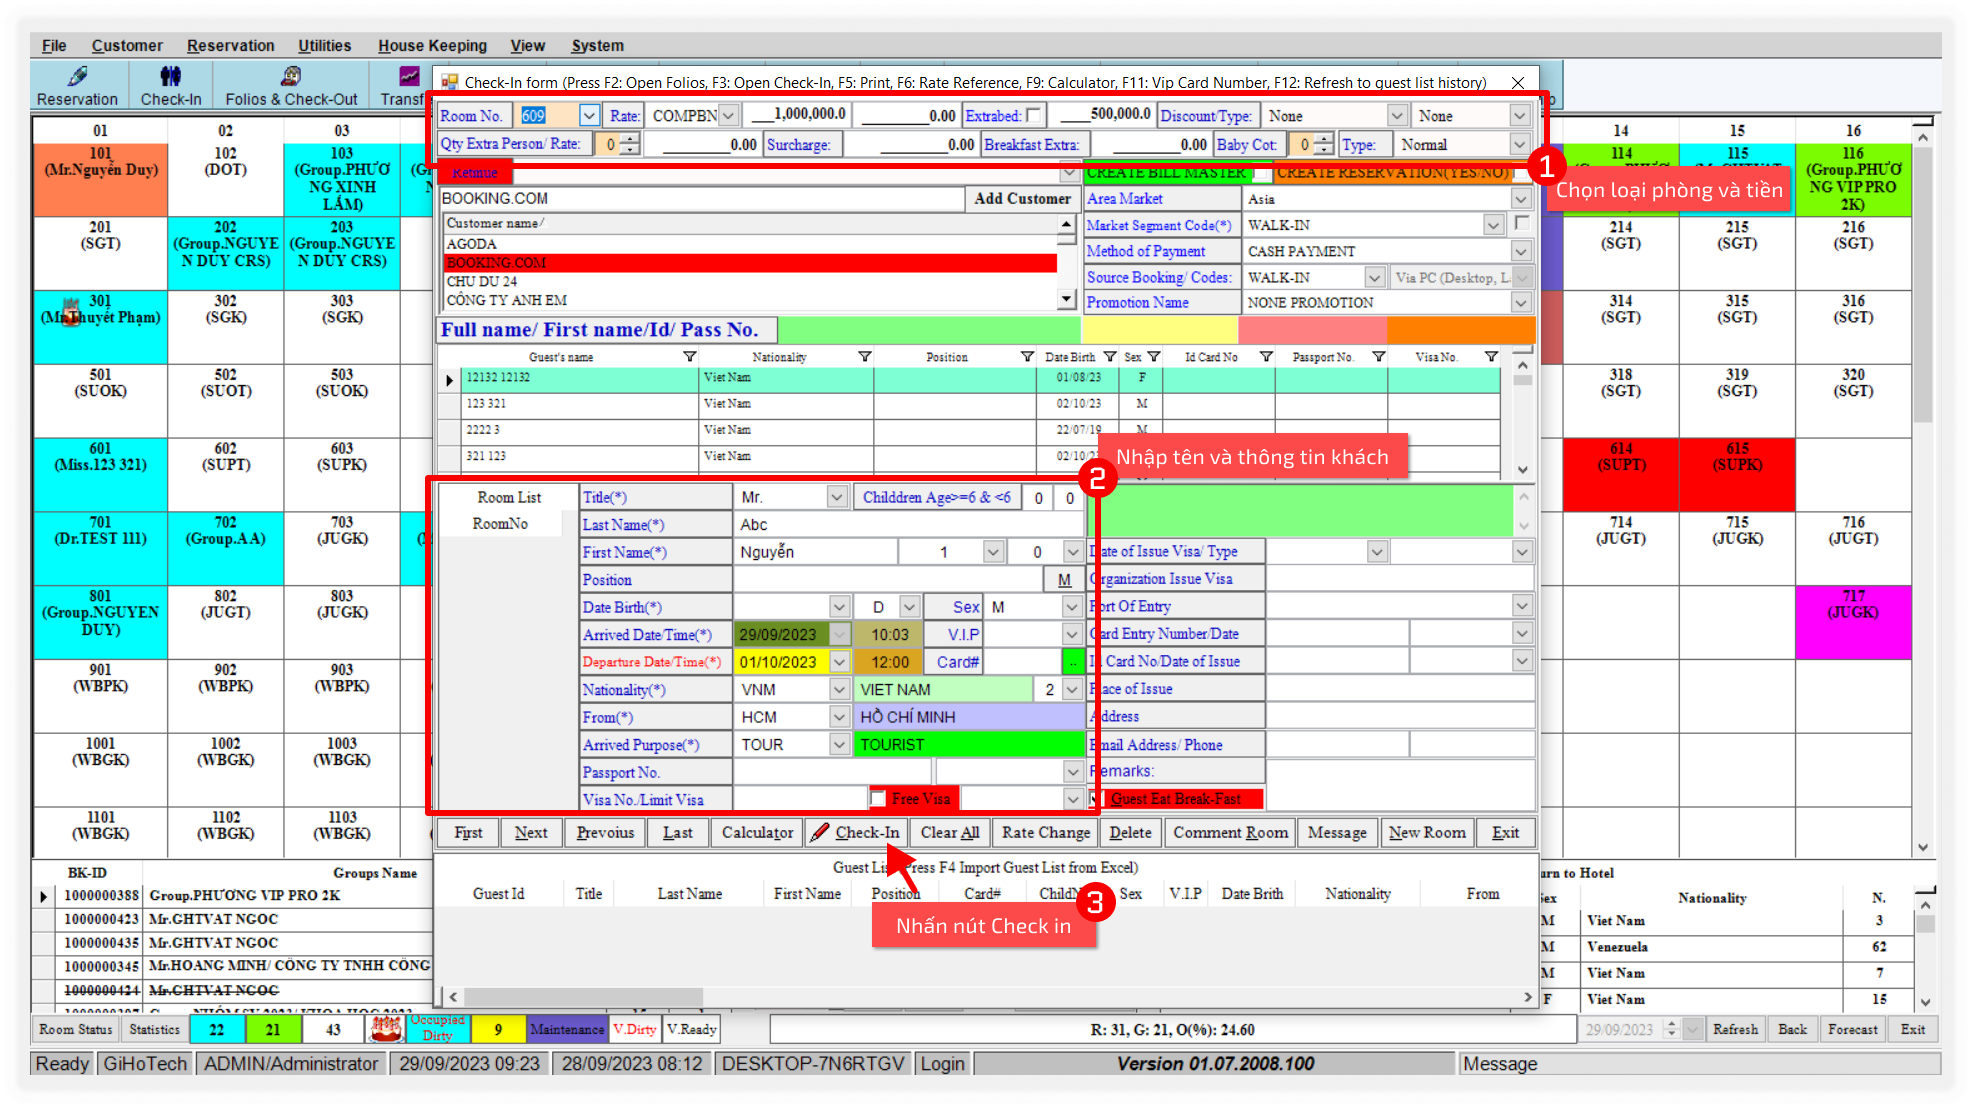 File Customer Reservation Utilities House Keeping View System
Reservation Check-In Folios & Check-Out Transf
Check-In form (Press F2: Open Folios, F3: Open Check-In, F5: Print, F6: Rate Reference, F9: Calculator, F11: Vip Card Number, F12: Refresh to guest list history)
Room No. 609 Rate: COMPBN 1,000,000.0 0.00 Extrabed: 500,000.0 Discount/Type: None None
Qty Extra Person/ Rate: 0 0.00 Surcharge: 0.00 Breakfast Extra: 0.00 Baby Cot: 0 Type: Normal
1
Chọn loại phòng và tiền
Retinue CREATE BILL MASTER CREATE RESERVATION(YES/NO)
BOOKING.COM Add Customer
Customer name/
AGODA
BOOKING.COM
CHU DU 24
CÔNG TY ANH EM
Area Market Asia
Market Segment Code(*) WALK-IN
Method of Payment CASH PAYMENT
Source Booking/ Codes: WALK-IN Via PC (Desktop, L
Promotion Name NONE PROMOTION
Full name/ First name/Id/ Pass No.
Guest's name Nationality Position Date Birth Sex Id Card No Passport No. Visa No.
12132 12132 Viet Nam 01/08/23 F
123 321 Viet Nam 02/10/23 M
2222 3 Viet Nam 22/07/19 M
321 123 Viet Nam 02/10/2
2
Nhập tên và thông tin khách
Room List
RoomNo
Title(*) Mr. Childdren Age>=6 & <6 0 0
Last Name(*) Abc
First Name(*) Nguyễn 1 0
Position M
Date Birth(*) D Sex M
Arrived Date/Time(*) 29/09/2023 10:03 V.I.P
Departure Date/Time(*) 01/10/2023 12:00 Card# ..
Nationality(*) VNM VIET NAM 2
From(*) HCM HỒ CHÍ MINH
Arrived Purpose(*) TOUR TOURIST
Passport No.
Visa No./Limit Visa Free Visa
Date of Issue Visa/ Type
Organization Issue Visa
Port Of Entry
Card Entry Number/Date
Id Card No/Date of Issue
Place of Issue
Address
Email Address/ Phone
Remarks:
Guest Eat Break-Fast
First Next Prevoius Last Calculator Check-In Clear All Rate Change Delete Comment Room Message New Room Exit
Guest Lis Press F4 Import Guest List from Excel)
Guest Id Title Last Name First Name Position Card# ChildN Sex V.I.P Date Brith Nationality From
3
Nhấn nút Check in
01 02 03
101 102 103
(Mr.Nguyễn Duy) (DOT) (Group.PHƯƠ
NG XINH
LẮM)
201 202 203
(SGT) (Group.NGUYE (Group.NGUYE
N DUY CRS) N DUY CRS)
301 302 303
(Mr.Thuyết Phạm) (SGK) (SGK)
501 502 503
(SUOK) (SUOT) (SUOK)
601 602 603
(Miss.123 321) (SUPT) (SUPK)
701 702 703
(Dr.TEST 111) (Group.AA) (JUGK)
801 802 803
(Group.NGUYEN (JUGT) (JUGK)
DUY)
901 902 903
(WBPK) (WBPK) (WBPK)
1001 1002 1003
(WBGK) (WBGK) (WBGK)
1101 1102 1103
(WBGK) (WBGK) (WBGK)
14 15 16
114 115 116
(Group.PHƯƠ
NG VIP PRO
2K)
214 215 216
(SGT) (SGT) (SGT)
314 315 316
(SGT) (SGT) (SGT)
318 319 320
(SGT) (SGT) (SGT)
614 615
(SUPT) (SUPK)
714 715 716
(JUGT) (JUGK) (JUGT)
717
(JUGK)
BK-ID Groups Name
1000000388 Group.PHƯƠNG VIP PRO 2K
1000000423 Mr.GHTVAT NGOC
1000000435 Mr.GHTVAT NGOC
1000000345 Mr.HOANG MINH/ CÔNG TY TNHH CÔNG
1000000424 Mr.GHTVAT NGOC
urn to Hotel
Sex Nationality N.
M Viet Nam 3
M Venezuela 62
M Viet Nam 7
F Viet Nam 15
Room Status Statistics 22 21 43 Occupied Dirty 9 Maintenance V.Dirty V.Ready R: 31, G: 21, O(%): 24.60 29/09/2023 Refresh Back Forecast Exit
Ready GiHoTech ADMIN/Administrator 29/09/2023 09:23 28/09/2023 08:12 DESKTOP-7N6RTGV Login Version 01.07.2008.100 Message